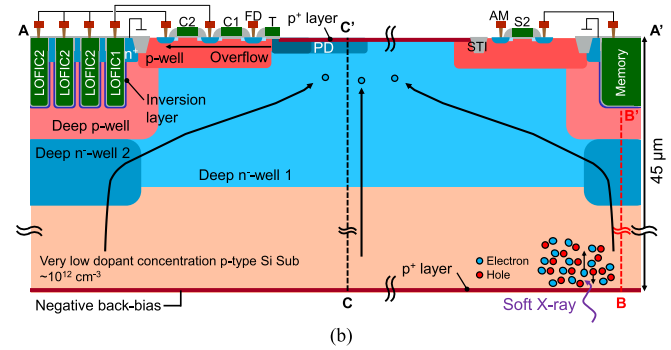 p⁺ layer
C'
A
C2
C1
FD
T
AM
S2
A'
n⁺
PD
STI
p-well
Overflow
LOFIC2
LOFIC2
LOFIC2
LOFIC1
Memory
Inversion
layer
Deep p-well
B'
Deep n⁻-well 2
Deep n⁻-well 1
45 μm
Very low dopant concentration p-type Si Sub
~10¹² cm⁻³
Electron
Hole
p⁺ layer
Negative back-bias
C
Soft X-ray
B
(b)